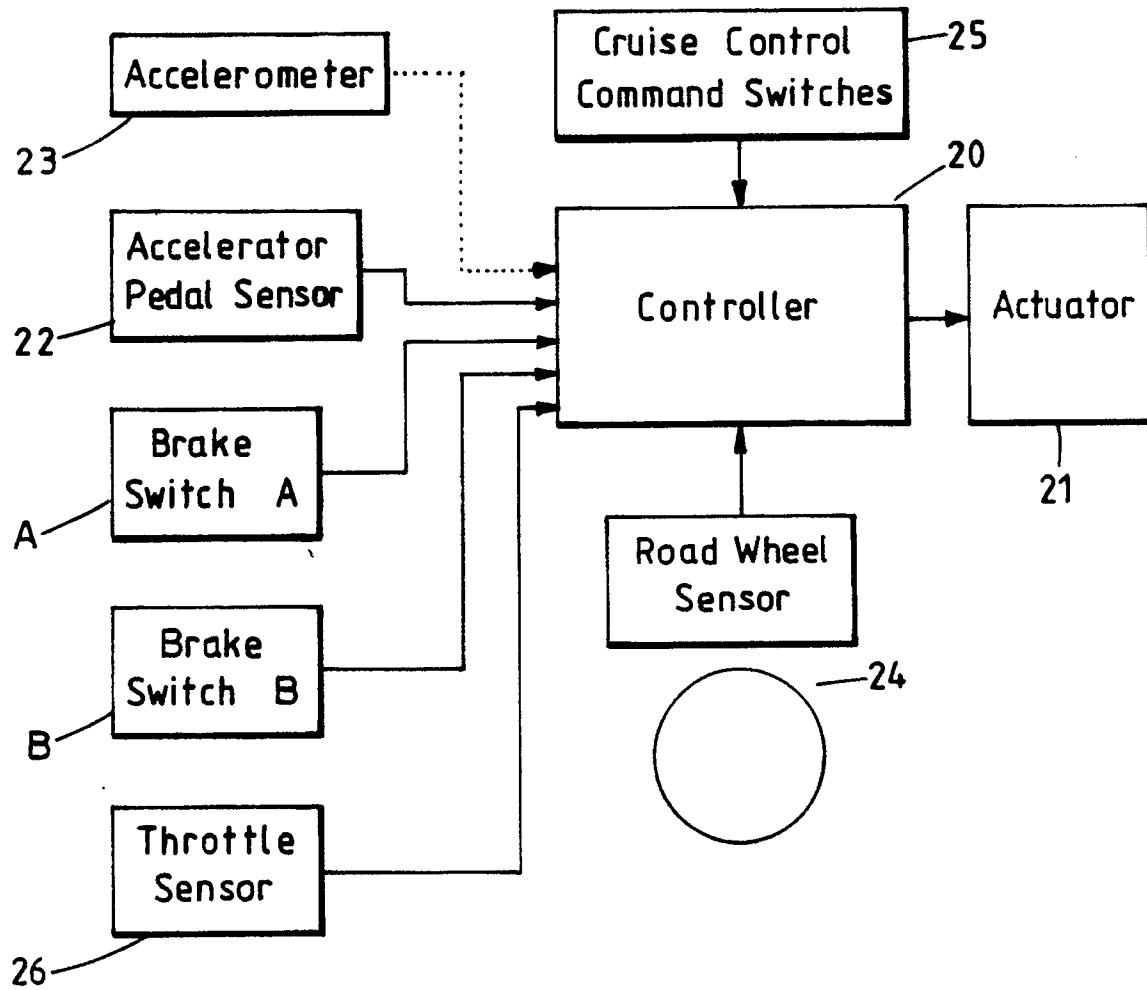 Accelerometer
23
Cruise Control
Command Switches
25
20
Accelerator
Pedal Sensor
22
Controller
Actuator
21
Brake
Switch A
A
Road Wheel
Sensor
24
Brake
Switch B
B
Throttle
Sensor
26